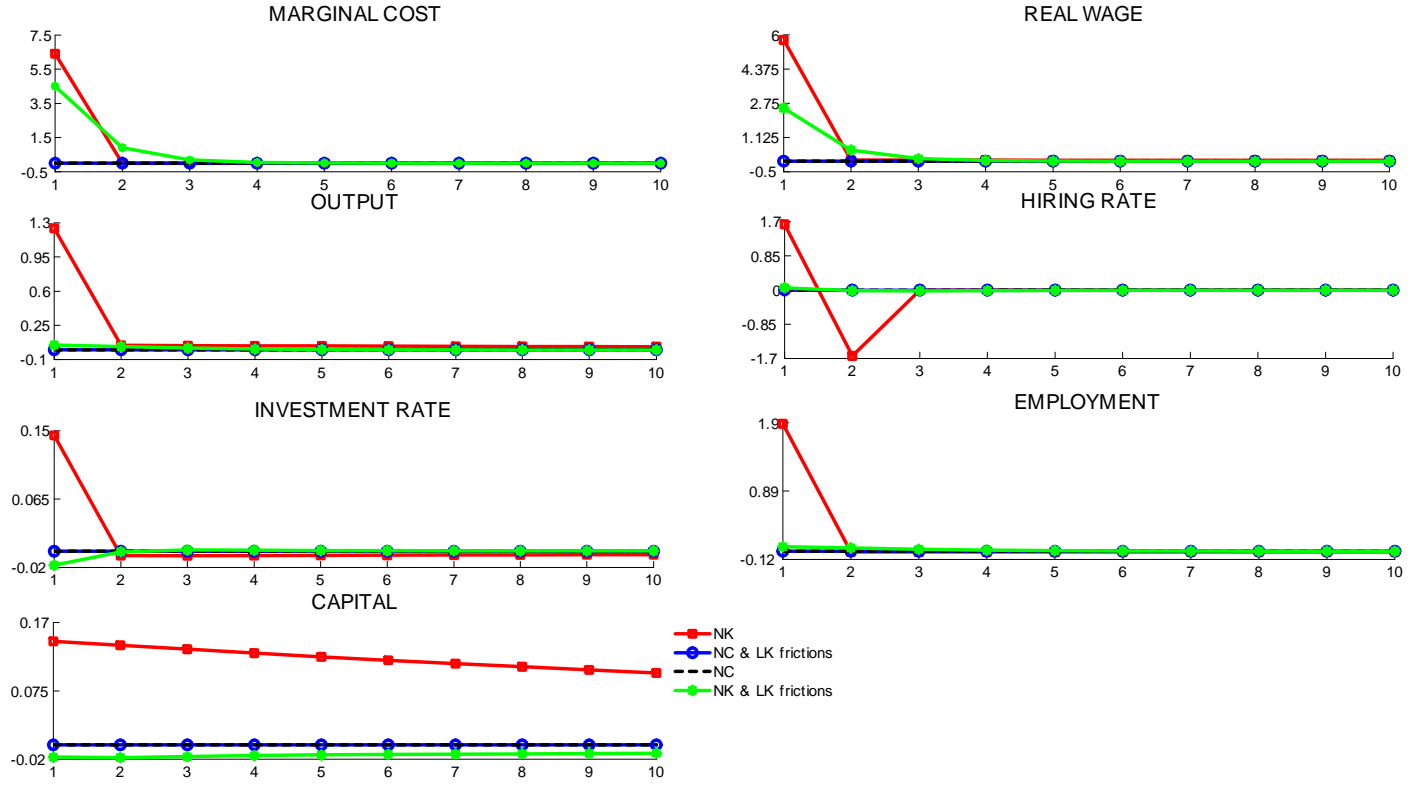 MARGINAL COST
7.5
5.5
3.5
1.5
-0.5
1 2 3 4 5 6 7 8 9 10
REAL WAGE
6
4.375
2.75
1.125
-0.5
1 2 3 4 5 6 7 8 9 10
OUTPUT
1.3
0.95
0.6
0.25
-0.1
1 2 3 4 5 6 7 8 9 10
HIRING RATE
1.7
0.85
0
-0.85
-1.7
1 2 3 4 5 6 7 8 9 10
INVESTMENT RATE
0.15
0.065
-0.02
1 2 3 4 5 6 7 8 9 10
EMPLOYMENT
1.9
0.89
-0.12
1 2 3 4 5 6 7 8 9 10
CAPITAL
0.17
0.075
-0.02
1 2 3 4 5 6 7 8 9 10
NK
NC & LK frictions
NC
NK & LK frictions